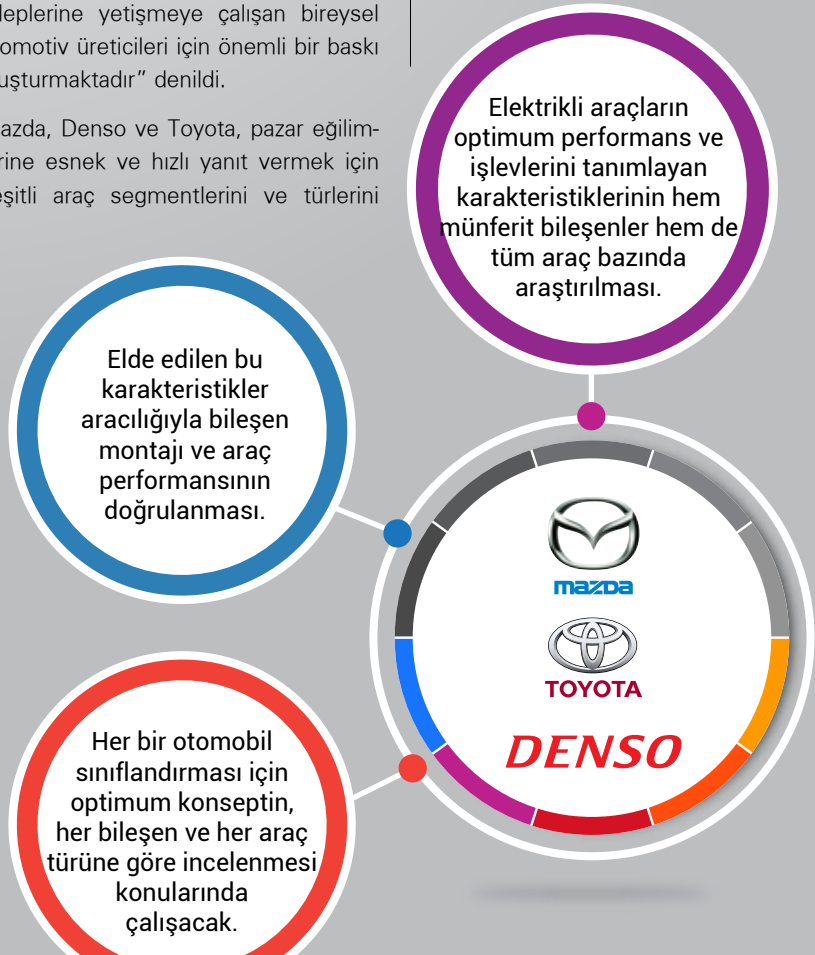 leplerine yetişmeye çalışan bireysel
omotiv üreticileri için önemli bir baskı
uşturmaktadır” denildi.
azda, Denso ve Toyota, pazar eğilim-
rine esnek ve hızlı yanıt vermek için
eşitli araç segmentlerini ve türlerini
Elektrikli araçların
optimum performans ve
işlevlerini tanımlayan
karakteristiklerinin hem
münferit bileşenler hem de
tüm araç bazında
araştırılması.
Elde edilen bu
karakteristikler
aracılığıyla bileşen
montajı ve araç
performansının
doğrulanması.
mazda
TOYOTA
DENSO
Her bir otomobil
sınıflandırması için
optimum konseptin,
her bileşen ve her araç
türüne göre incelenmesi
konularında
çalışacak.